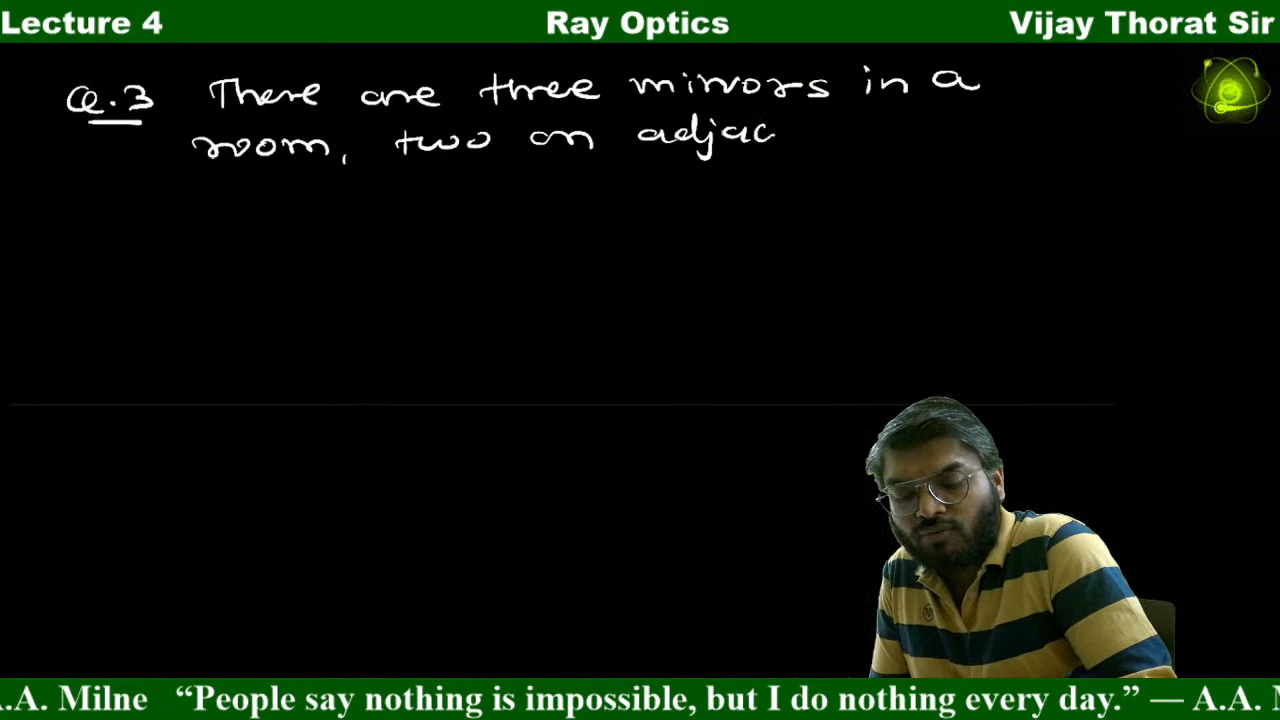 Lecture 4 Ray Optics Vijay Thorat Sir
Q.3 There are three mirrors in a
room, two on adjac
.A. Milne “People say nothing is impossible, but I do nothing every day.” — A.A. M